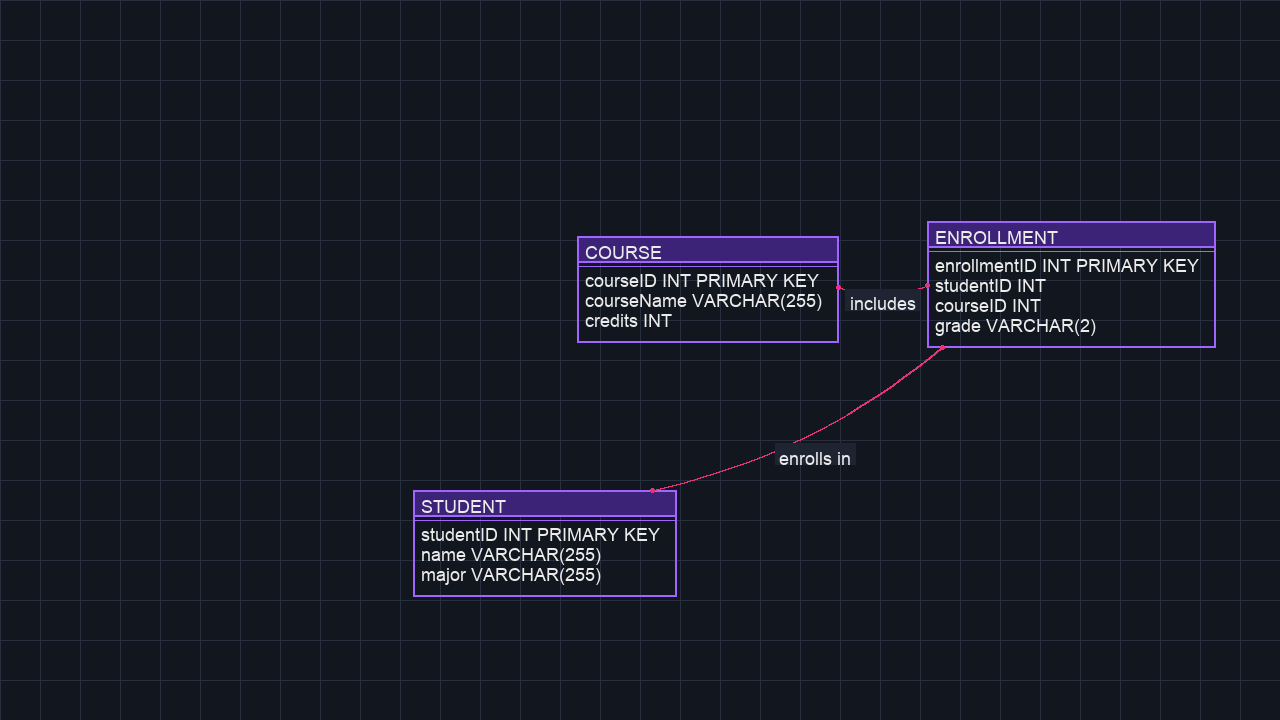 COURSE
courseID INT PRIMARY KEY
courseName VARCHAR(255)
credits INT
includes
ENROLLMENT
enrollmentID INT PRIMARY KEY
studentID INT
courseID INT
grade VARCHAR(2)
enrolls in
STUDENT
studentID INT PRIMARY KEY
name VARCHAR(255)
major VARCHAR(255)